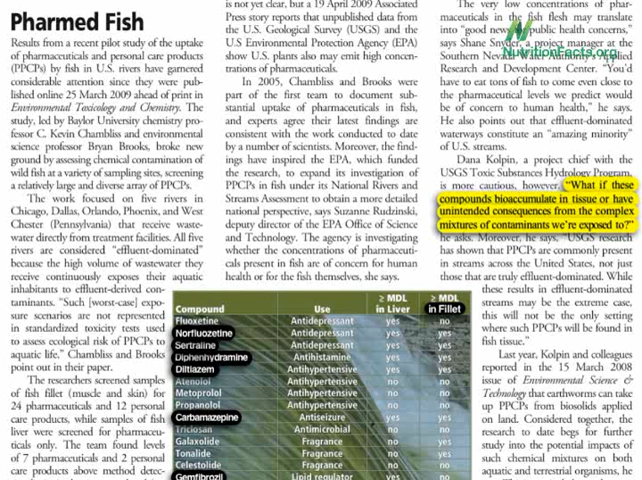 Pharmed Fish
Results from a recent pilot study of the uptake
of pharmaceuticals and personal care products
(PPCPs) by fish in U.S. rivers have garnered
considerable attention since they were pub-
lished online 25 March 2009 ahead of print in
Environmental Toxicology and Chemistry. The
study, led by Baylor University chemistry pro-
fessor C. Kevin Chambliss and environmental
science professor Bryan Brooks, broke new
ground by assessing chemical contamination of
wild fish at a variety of sampling sites, screening
a relatively large and diverse array of PPCPs.
The work focused on five rivers in
Chicago, Dallas, Orlando, Phoenix, and West
Chester (Pennsylvania) that receive waste-
water directly from treatment facilities. All five
rivers are considered "effluent-dominated"
because the high volume of wastewater they
receive continuously exposes their aquatic
inhabitants to effluent-derived con-
taminants. "Such [worst-case] expo-
sure scenarios are not represented
in standardized toxicity tests used
to assess ecological risk of PPCPs to
aquatic life," Chambliss and Brooks
point out in their paper.
The researchers screened samples
of fish fillet (muscle and skin) for
24 pharmaceuticals and 12 personal
care products, while samples of fish
liver were screened for pharmaceu-
ticals only. The team found levels
of 7 pharmaceuticals and 2 personal
care products above method detec-
is not yet clear, but a 19 April 2009 Associated
Press story reports that unpublished data from
the U.S. Geological Survey (USGS) and the
U.S Environmental Protection Agency (EPA)
show U.S. plants also may emit high concen-
trations of pharmaceuticals.
In 2005, Chambliss and Brooks were
part of the first team to document sub-
stantial uptake of pharmaceuticals in fish,
and experts agree their latest findings are
consistent with the work conducted to date
by a number of scientists. Moreover, the find-
ings have inspired the EPA, which funded
the research, to expand its investigation of
PPCPs in fish under its National Rivers and
Streams Assessment to obtain a more detailed
national perspective, says Suzanne Rudzinski,
deputy director of the EPA Office of Science
and Technology. The agency is investigating
whether the concentrations of pharmaceuti-
cals present in fish are of concern for human
health or for the fish themselves, she says.
Compound Use ≥ MDL in Liver ≥ MDL in Fillet
Fluoxetine Antidepressant yes no
Norfluoxetine Antidepressant yes yes
Sertraline Antidepressant yes yes
Diphenhydramine Antihistamine yes yes
Diltiazem Antihypertensive yes yes
Atenolol Antihypertensive no no
Metoprolol Antihypertensive no no
Propanolol Antihypertensive no no
Carbamazepine Antiseizure yes yes
Triclosan Antimicrobial no no
Galaxolide Fragrance no yes
Tonalide Fragrance no yes
Celestolide Fragrance no no
Gemfibrozil Lipid regulator yes
The very low concentrations of phar-
maceuticals in the fish flesh may translate
into "good news" public health concerns,
says Shane Snyder, a project manager at the
Southern Nevada Water Authority's Applied
Research and Development Center. "You'd
have to eat tons of fish to come even close to
the pharmaceutical levels we predict would
be of concern to human health," he says.
He also points out that effluent-dominated
waterways constitute an "amazing minority"
of U.S. streams.
Dana Kolpin, a project chief with the
USGS Toxic Substances Hydrology Program,
is more cautious, however. "What if these
compounds bioaccumulate in tissue or have
unintended consequences from the complex
mixtures of contaminants we're exposed to?"
he asks. Moreover, he says, "USGS research
has shown that PPCPs are commonly present
in streams across the United States, not just
those that are truly effluent-dominated. While
these results in effluent-dominated
streams may be the extreme case,
this will not be the only setting
where such PPCPs will be found in
fish tissue."
Last year, Kolpin and colleagues
reported in the 15 March 2008
issue of Environmental Science &
Technology that earthworms can take
up PPCPs from biosolids applied
on land. Considered together, the
research to date begs for further
study into the potential impacts of
such chemical mixtures on both
aquatic and terrestrial organisms, he
NutritionFacts.org